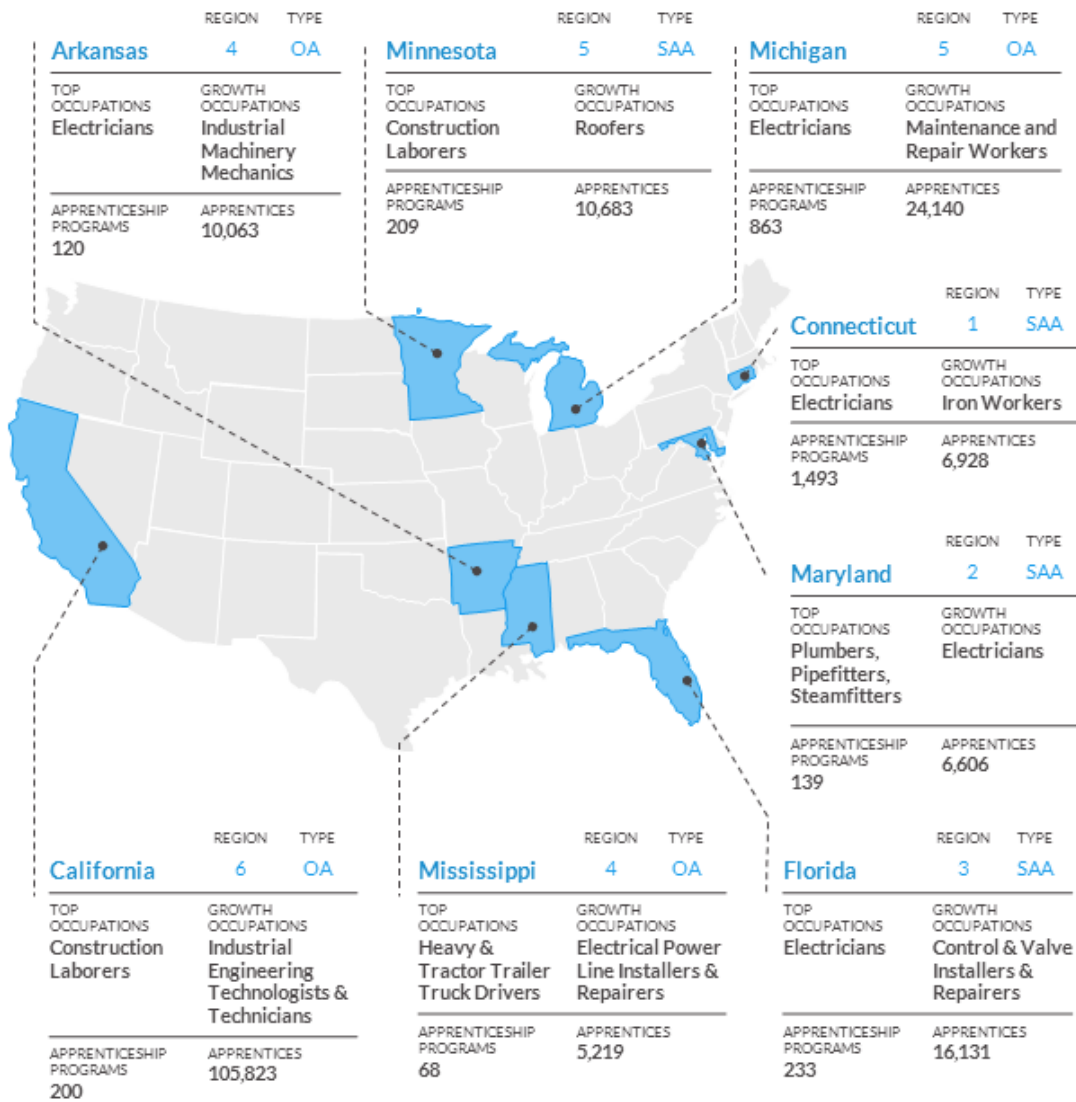 REGION TYPE
Arkansas 4 OA
TOP
OCCUPATIONS
Electricians
GROWTH
OCCUPATIONS
Industrial
Machinery
Mechanics
APPRENTICESHIP
PROGRAMS
120
APPRENTICES
10,063
REGION TYPE
Minnesota 5 SAA
TOP
OCCUPATIONS
Construction
Laborers
GROWTH
OCCUPATIONS
Roofers
APPRENTICESHIP
PROGRAMS
209
APPRENTICES
10,683
REGION TYPE
Michigan 5 OA
TOP
OCCUPATIONS
Electricians
GROWTH
OCCUPATIONS
Maintenance and
Repair Workers
APPRENTICESHIP
PROGRAMS
863
APPRENTICES
24,140
REGION TYPE
Connecticut 1 SAA
TOP
OCCUPATIONS
Electricians
GROWTH
OCCUPATIONS
Iron Workers
APPRENTICESHIP
PROGRAMS
1,493
APPRENTICES
6,928
REGION TYPE
Maryland 2 SAA
TOP
OCCUPATIONS
Plumbers,
Pipefitters,
Steamfitters
GROWTH
OCCUPATIONS
Electricians
APPRENTICESHIP
PROGRAMS
139
APPRENTICES
6,606
REGION TYPE
California 6 OA
TOP
OCCUPATIONS
Construction
Laborers
GROWTH
OCCUPATIONS
Industrial
Engineering
Technologists &
Technicians
APPRENTICESHIP
PROGRAMS
200
APPRENTICES
105,823
REGION TYPE
Mississippi 4 OA
TOP
OCCUPATIONS
Heavy &
Tractor Trailer
Truck Drivers
GROWTH
OCCUPATIONS
Electrical Power
Line Installers &
Repairers
APPRENTICESHIP
PROGRAMS
68
APPRENTICES
5,219
REGION TYPE
Florida 3 SAA
TOP
OCCUPATIONS
Electricians
GROWTH
OCCUPATIONS
Control & Valve
Installers &
Repairers
APPRENTICESHIP
PROGRAMS
233
APPRENTICES
16,131